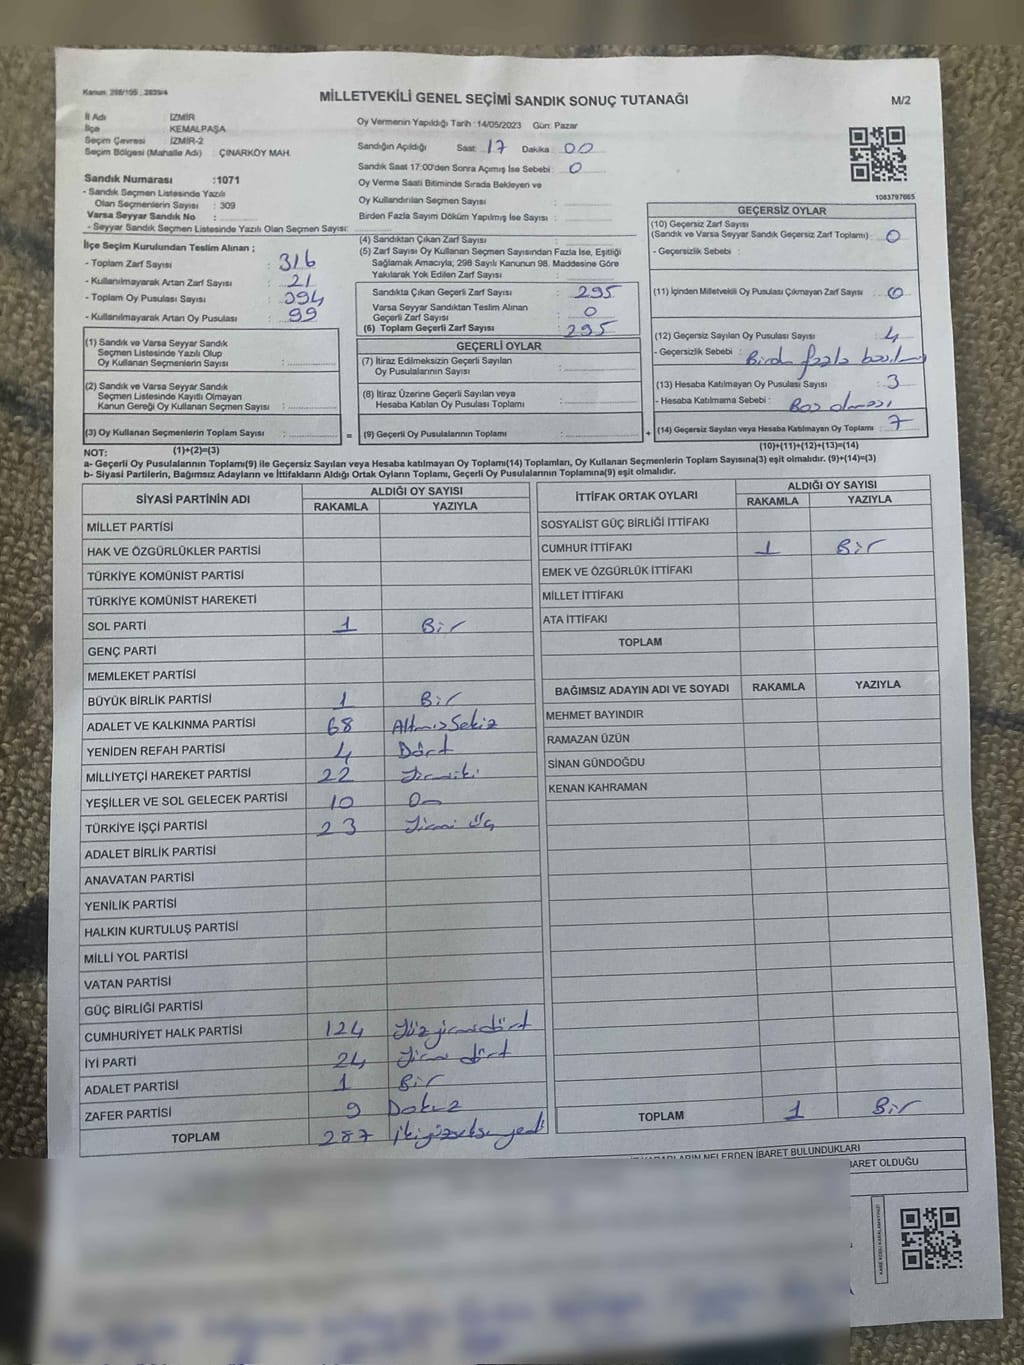 Kanun: 298/105 , 2839/4
MİLLETVEKİLİ GENEL SEÇİMİ SANDIK SONUÇ TUTANAĞI
M/2
İl Adı İZMİR
İlçe KEMALPAŞA
Seçim Çevresi İZMİR-2
Seçim Bölgesi (Mahalle Adı) : ÇINARKÖY MAH.
Sandık Numarası :1071
- Sandık Seçmen Listesinde Yazılı
Olan Seçmenlerin Sayısı : 309
Varsa Seyyar Sandık No :
- Seyyar Sandık Seçmen Listesinde Yazılı Olan Seçmen Sayısı:
Oy Vermenin Yapıldığı Tarih :14/05/2023 Gün: Pazar
Sandığın Açıldığı Saat: 17 Dakika : 00
Sandık Saat 17:00'den Sonra Açımış İse Sebebi : 0
Oy Verme Saati Bitiminde Sırada Bekleyen ve
Oy Kullandırılan Seçmen Sayısı :
Birden Fazla Sayım Döküm Yapılmış İse Sayısı :
1083797665
İlçe Seçim Kurulundan Teslim Alınan ;
- Toplam Zarf Sayısı : 316
- Kullanılmayarak Artan Zarf Sayısı : 21
- Toplam Oy Pusulası Sayısı : 394
- Kullanılmayarak Artan Oy Pusulası : 99
(1) Sandık ve Varsa Seyyar Sandık
Seçmen Listesinde Yazılı Olup
Oy Kullanan Seçmenlerin Sayısı :
(2) Sandık ve Varsa Seyyar Sandık
Seçmen Listesinde Kayıtlı Olmayan
Kanun Gereği Oy Kullanan Seçmen Sayısı :
(3) Oy Kullanan Seçmenlerin Toplam Sayısı :
(4) Sandıktan Çıkan Zarf Sayısı :
(5) Zarf Sayısı Oy Kullanan Seçmen Sayısından Fazla İse, Eşitliği
Sağlamak Amacıyla; 298 Sayılı Kanunun 98. Maddesine Göre
Yakılarak Yok Edilen Zarf Sayısı :
Sandıkta Çıkan Geçerli Zarf Sayısı : 295
Varsa Seyyar Sandıktan Teslim Alınan
Geçerli Zarf Sayısı : 0
(6) Toplam Geçerli Zarf Sayısı : 295
GEÇERLİ OYLAR
(7) İtiraz Edilmeksizin Geçerli Sayılan
Oy Pusulalarının Sayısı :
(8) İtiraz Üzerine Geçerli Sayılan veya
Hesaba Katılan Oy Pusulası Toplamı :
= (9) Geçerli Oy Pusulalarının Toplamı :
GEÇERSİZ OYLAR
(10) Geçersiz Zarf Sayısı
(Sandık ve Varsa Seyyar Sandık Geçersiz Zarf Toplamı) : 0
- Geçersizlik Sebebi :
(11) İçinden Milletvekili Oy Pusulası Çıkmayan Zarf Sayısı : 0
(12) Geçersiz Sayılan Oy Pusulası Sayısı : 4
- Geçersizlik Sebebi : Birden fazla
(13) Hesaba Katılmayan Oy Pusulası Sayısı : 3
- Hesaba Katılmama Sebebi : Boş olması
+ (14) Geçersiz Sayılan veya Hesaba Katılmayan Oy Toplamı : 7
NOT: (1)+(2)=(3)
(10)+(11)+(12)+(13)=(14)
a- Geçerli Oy Pusulalarının Toplamı(9) ile Geçersiz Sayılan veya Hesaba katılmayan Oy Toplamı(14) Toplamları, Oy Kullanan Seçmenlerin Toplam Sayısına(3) eşit olmalıdır. (9)+(14)=(3)
b- Siyasi Partilerin, Bağımsız Adayların ve İttifakların Aldığı Ortak Oyların Toplamı, Geçerli Oy Pusulalarının Toplamına(9) eşit olmalıdır.
SİYASİ PARTİNİN ADI ALDIĞI OY SAYISI
RAKAMLA YAZIYLA
MİLLET PARTİSİ
HAK VE ÖZGÜRLÜKLER PARTİSİ
TÜRKİYE KOMÜNİST PARTİSİ
TÜRKİYE KOMÜNİST HAREKETİ
SOL PARTİ 1 Bir
GENÇ PARTİ
MEMLEKET PARTİSİ
BÜYÜK BİRLİK PARTİSİ 1 Bir
ADALET VE KALKINMA PARTİSİ 68 Altmışsekiz
YENİDEN REFAH PARTİSİ 4 Dört
MİLLİYETÇİ HAREKET PARTİSİ 22 Yirmiiki
YEŞİLLER VE SOL GELECEK PARTİSİ 10 On
TÜRKİYE İŞÇİ PARTİSİ 23 Yirmi Üç
ADALET BİRLİK PARTİSİ
ANAVATAN PARTİSİ
YENİLİK PARTİSİ
HALKIN KURTULUŞ PARTİSİ
MİLLİ YOL PARTİSİ
VATAN PARTİSİ
GÜÇ BİRLİĞİ PARTİSİ
CUMHURİYET HALK PARTİSİ 124 Yüzyirmidört
İYİ PARTİ 24 Yirmi dört
ADALET PARTİSİ 1 Bir
ZAFER PARTİSİ 9 Dokuz
TOPLAM 287 ikiyüzseksenyedi
İTTİFAK ORTAK OYLARI ALDIĞI OY SAYISI
RAKAMLA YAZIYLA
SOSYALİST GÜÇ BİRLİĞİ İTTİFAKI
CUMHUR İTTİFAKI 1 Bir
EMEK VE ÖZGÜRLÜK İTTİFAKI
MİLLET İTTİFAKI
ATA İTTİFAKI
TOPLAM
BAĞIMSIZ ADAYIN ADI VE SOYADI RAKAMLA YAZIYLA
MEHMET BAYINDIR
RAMAZAN ÜZÜN
SİNAN GÜNDOĞDU
KENAN KAHRAMAN
TOPLAM 1 Bir
NELERDEN İBARET BULUNDUKLARI
BARET OLDUĞU